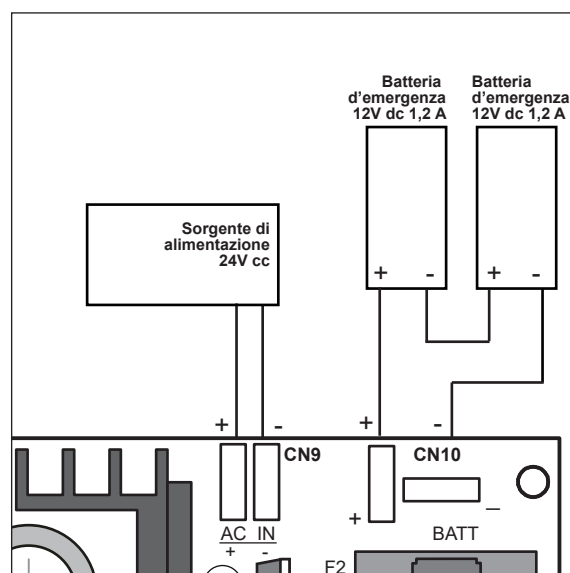 Batteria
d'emergenza
12V dc 1,2 A
Batteria
d'emergenza
12V dc 1,2 A
Sorgente di
alimentazione
24V cc
+ - + -
+ - + -
CN9 CN10
AC IN
+ -
+ –
BATT
F2